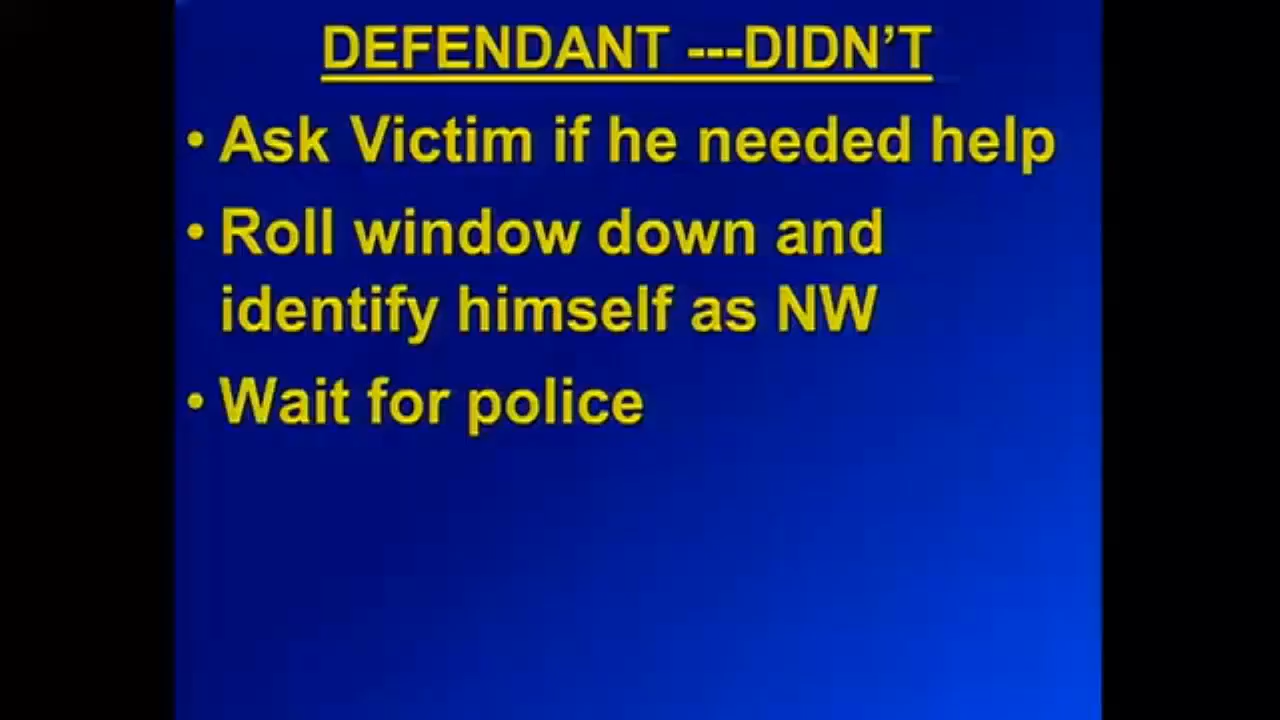 DEFENDANT ---DIDN’T
• Ask Victim if he needed help
• Roll window down and
identify himself as NW
• Wait for police